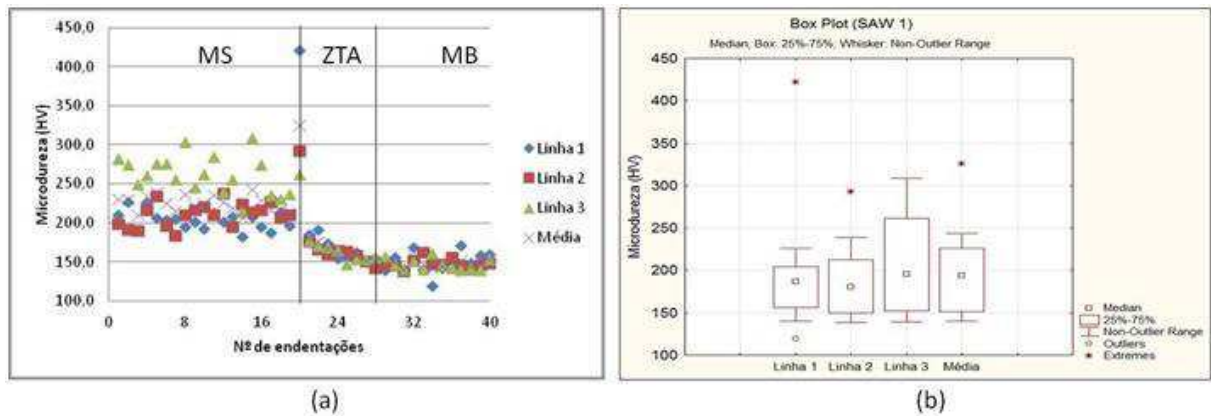 450,0
400,0
350,0
300,0
250,0
200,0
150,0
100,0
Microdureza (HV)
MS ZTA MB
0 8 16 24 32 40
Nº de endentações
Linha 1
Linha 2
Linha 3
Média
(a)
Box Plot (SAW 1)
Median; Box: 25%-75%; Whisker: Non-Outlier Range
450
400
350
300
250
200
150
100
Microdureza (HV)
Linha 1 Linha 2 Linha 3 Média
Median
25%-75%
Non-Outlier Range
Outliers
Extremes
(b)